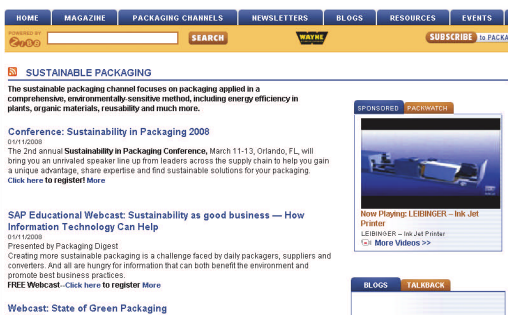 HOME MAGAZINE PACKAGING CHANNELS NEWSLETTERS BLOGS RESOURCES EVENTS
POWERED BY
SEARCH WAYNE SUBSCRIBE to PACKA
SUSTAINABLE PACKAGING
The sustainable packaging channel focuses on packaging applied in a
comprehensive, environmentally-sensitive method, including energy efficiency in
plants, organic materials, reusability and much more.
Conference: Sustainability in Packaging 2008
01/11/2008
The 2nd annual Sustainability in Packaging Conference, March 11-13, Orlando, FL, will
bring you an unrivaled speaker line up from leaders across the supply chain to help you gain
a unique advantage, share expertise and find sustainable solutions for your packaging.
Click here to register! More
SAP Educational Webcast: Sustainability as good business — How
Information Technology Can Help
01/11/2008
Presented by Packaging Digest
Creating more sustainable packaging is a challenge faced by daily packagers, suppliers and
converters. And all are hungry for information that can both benefit the environment and
promote best business practices.
FREE Webcast--Click here to register More
Webcast: State of Green Packaging
SPONSORED PACKWATCH
Now Playing: LEIBINGER – Ink Jet
Printer
LEIBINGER – Ink Jet Printer
More Videos >>
BLOGS TALKBACK